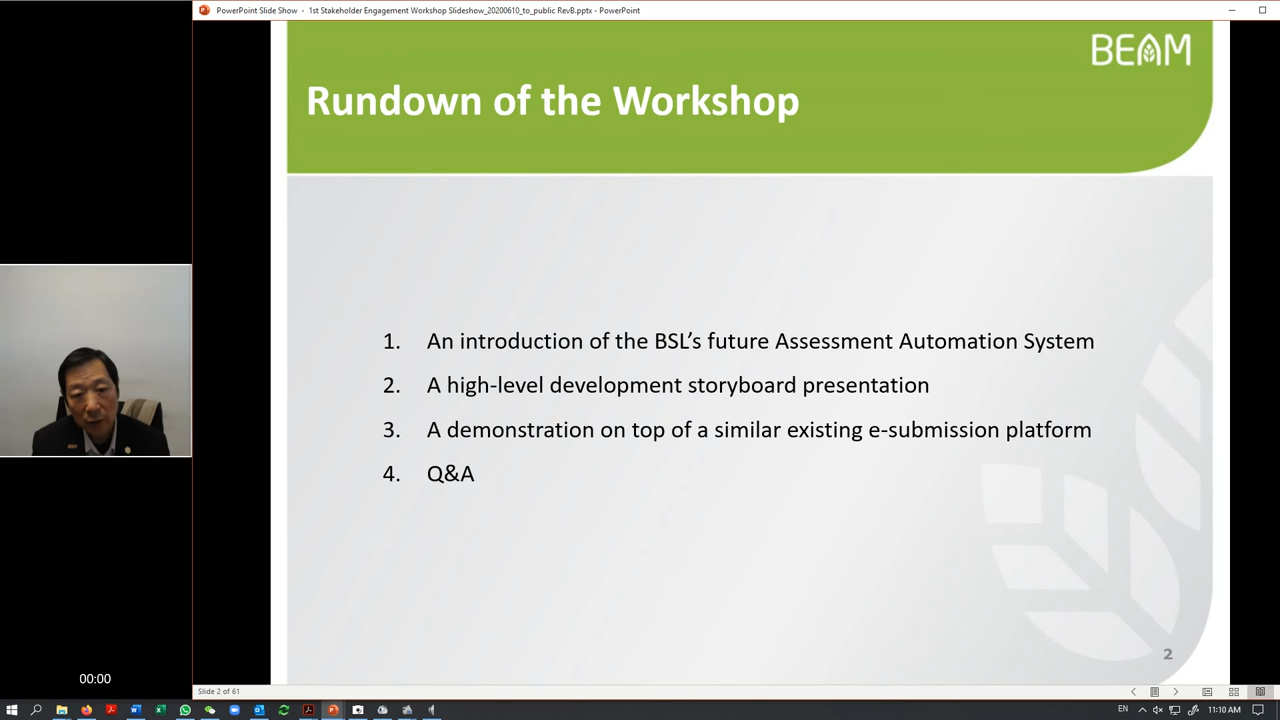 PowerPoint Slide Show - 1st Stakeholder Engagement Workshop Slideshow_20200610_to_public RevB.pptx - PowerPoint
BEAM
Rundown of the Workshop
1. An introduction of the BSL’s future Assessment Automation System
2. A high-level development storyboard presentation
3. A demonstration on top of a similar existing e-submission platform
4. Q&A
2
00:00
Slide 2 of 61
EN
11:10 AM